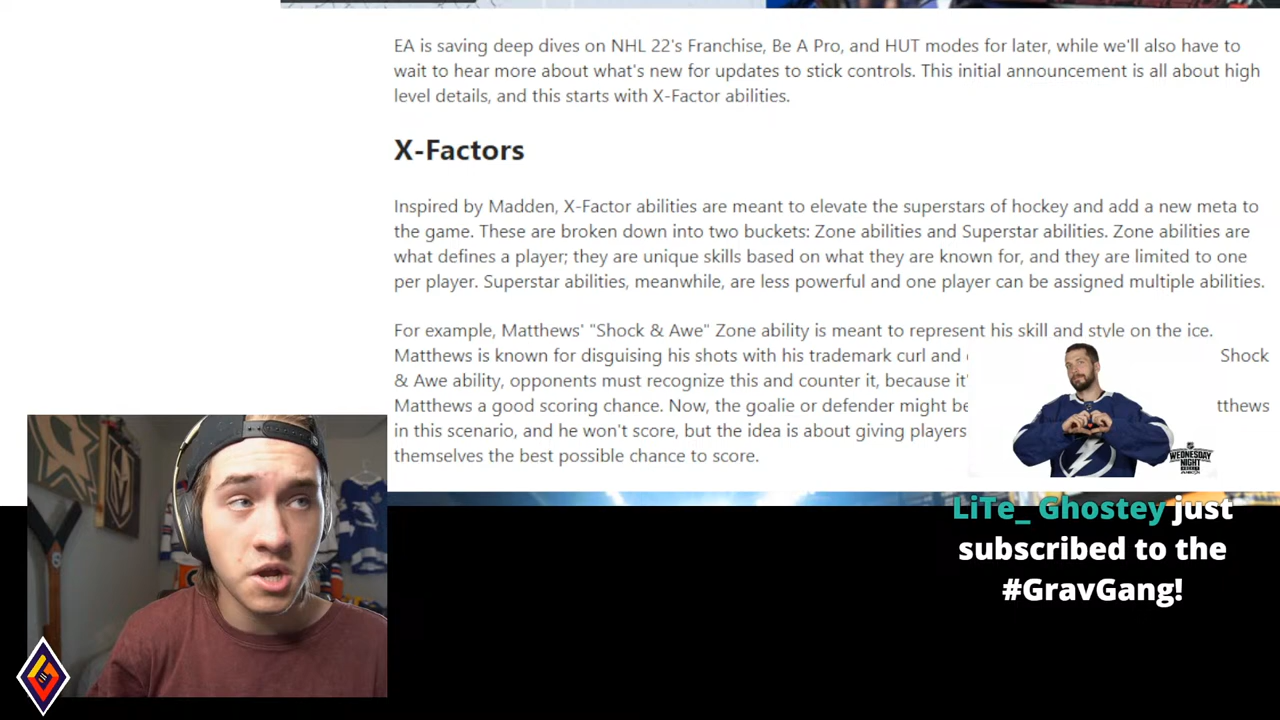 EA is saving deep dives on NHL 22's Franchise, Be A Pro, and HUT modes for later, while we'll also have to
wait to hear more about what's new for updates to stick controls. This initial announcement is all about high
level details, and this starts with X-Factor abilities.
X-Factors
Inspired by Madden, X-Factor abilities are meant to elevate the superstars of hockey and add a new meta to
the game. These are broken down into two buckets: Zone abilities and Superstar abilities. Zone abilities are
what defines a player; they are unique skills based on what they are known for, and they are limited to one
per player. Superstar abilities, meanwhile, are less powerful and one player can be assigned multiple abilities.
For example, Matthews' "Shock & Awe" Zone ability is meant to represent his skill and style on the ice.
Matthews is known for disguising his shots with his trademark curl and Shock
& Awe ability, opponents must recognize this and counter it, because it'
Matthews a good scoring chance. Now, the goalie or defender might be tthews
in this scenario, and he won't score, but the idea is about giving players
themselves the best possible chance to score.
WEDNESDAY
NIGHT
LiTe_ Ghostey just
subscribed to the
#GravGang!